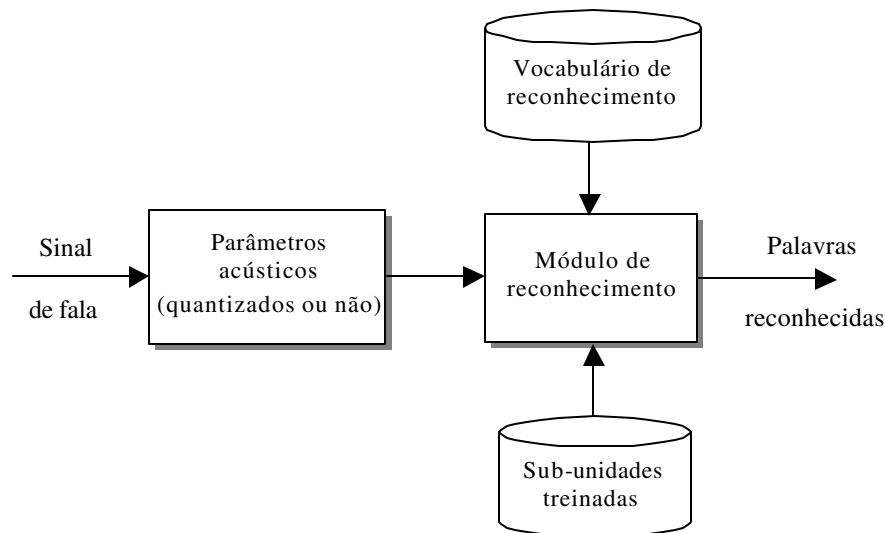 Vocabulário de
reconhecimento
Sinal
de fala
Parâmetros
acústicos
(quantizados ou não)
Módulo de
reconhecimento
Palavras
reconhecidas
Sub-unidades
treinadas